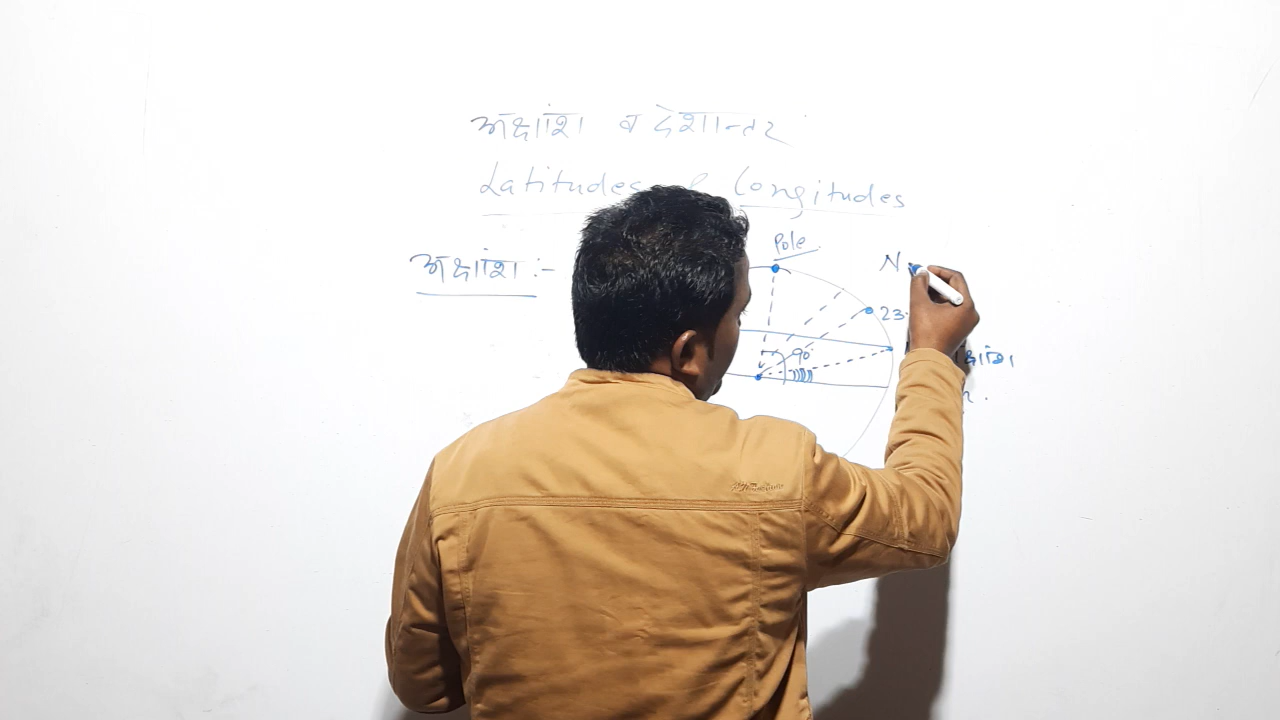 अक्षांश व देशान्तर
Latitudes & Longitudes
अक्षांश :-
Pole
N
23
90°